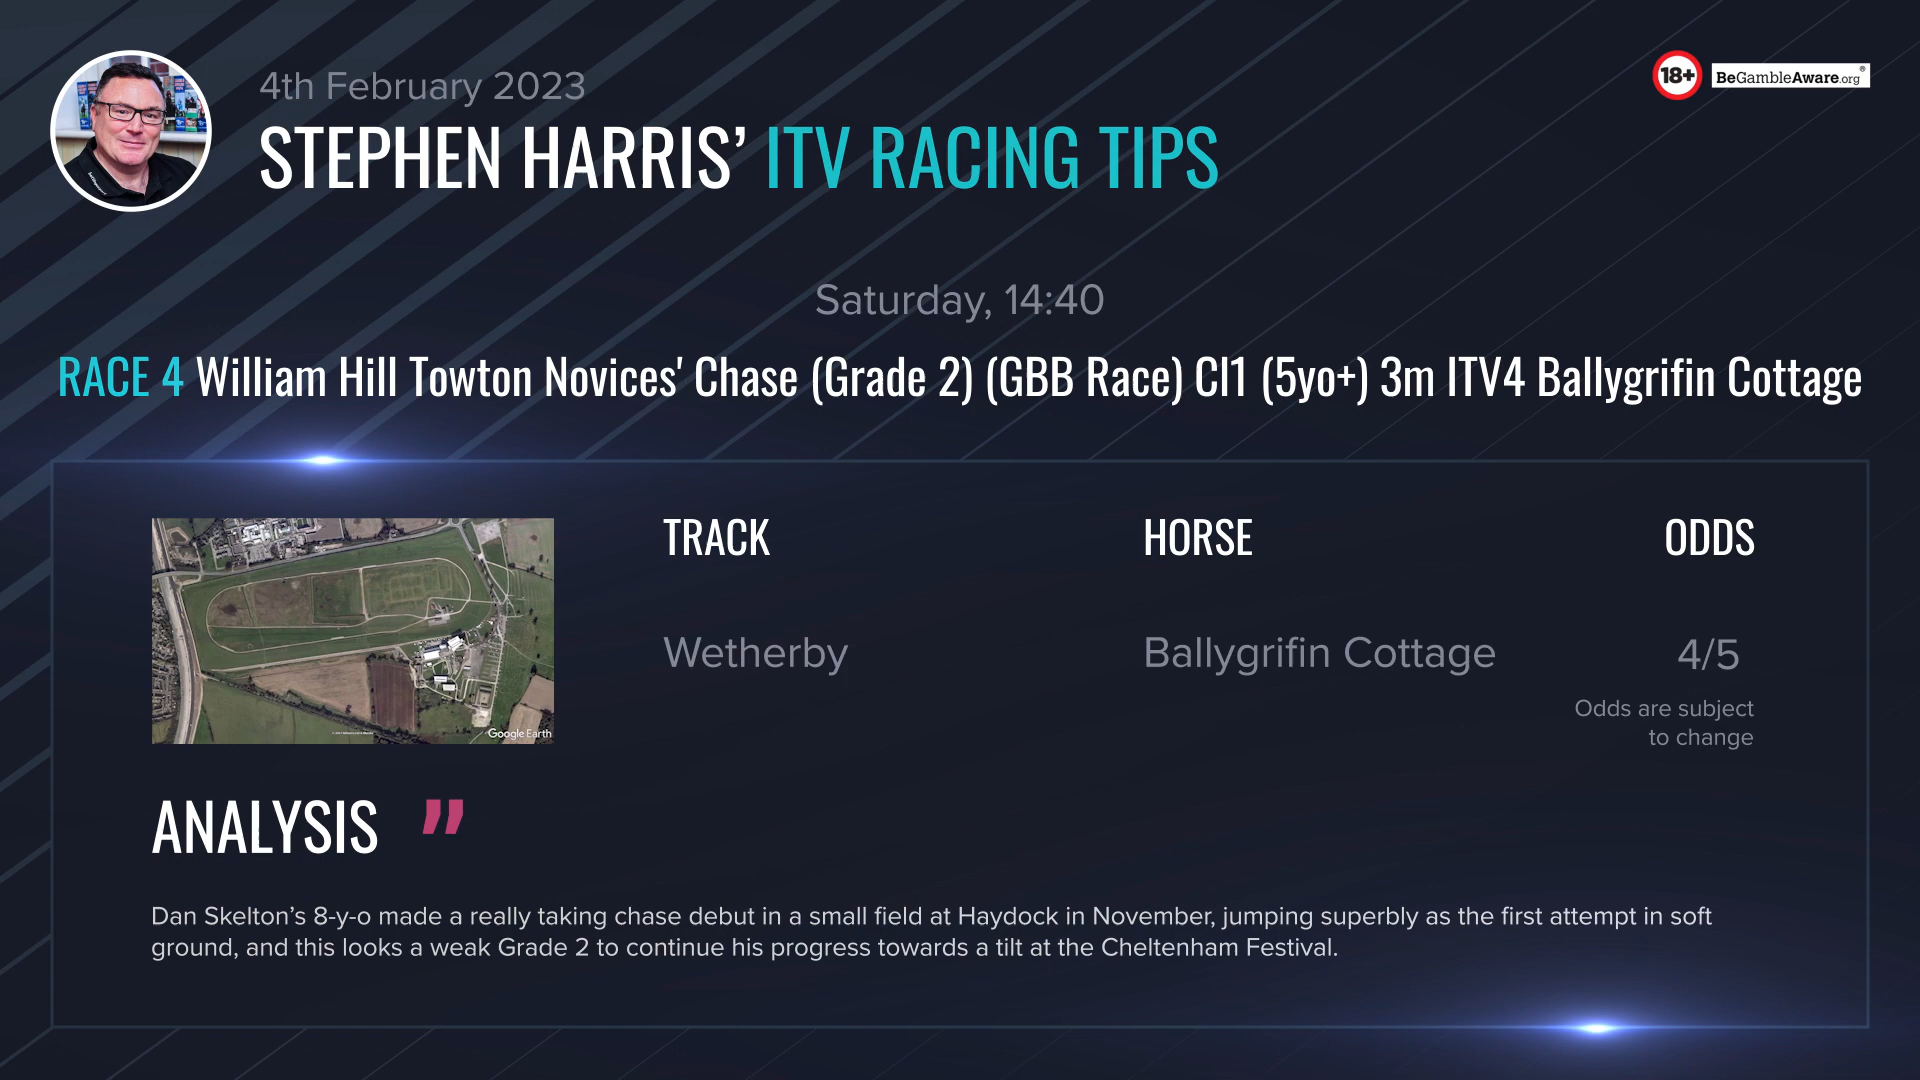 4th February 2023
STEPHEN HARRIS’ ITV RACING TIPS
18+ BeGambleAware.org®
Saturday, 14:40
RACE 4 William Hill Towton Novices' Chase (Grade 2) (GBB Race) Cl1 (5yo+) 3m ITV4 Ballygrifin Cottage
TRACK HORSE ODDS
Wetherby Ballygrifin Cottage 4/5
Odds are subject
to change
Google Earth
ANALYSIS ”
Dan Skelton’s 8-y-o made a really taking chase debut in a small field at Haydock in November, jumping superbly as the first attempt in soft
ground, and this looks a weak Grade 2 to continue his progress towards a tilt at the Cheltenham Festival.